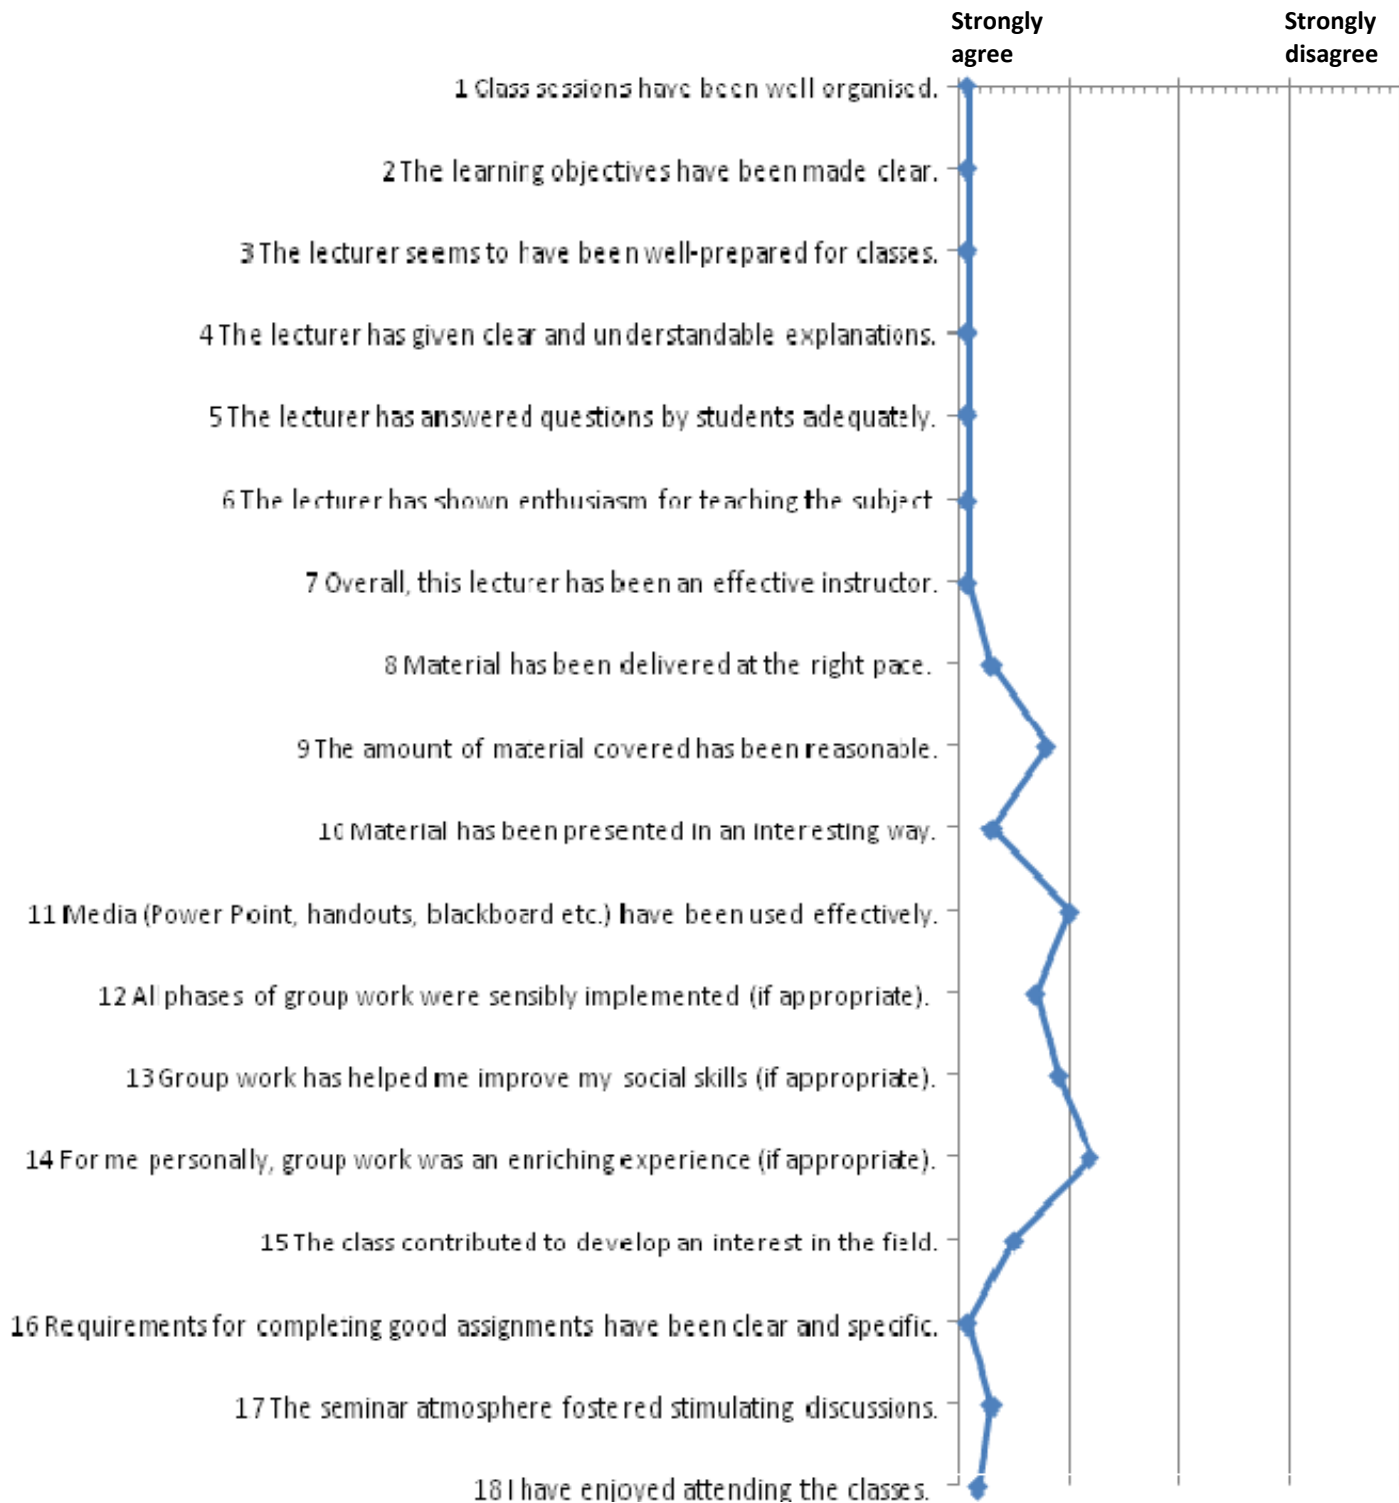 Strongly agree
Strongly disagree
1 Class sessions have been well organised.
2 The learning objectives have been made clear.
3 The lecturer seems to have been well-prepared for classes.
4 The lecturer has given clear and understandable explanations.
5 The lecturer has answered questions by students adequately.
6 The lecturer has shown enthusiasm for teaching the subject
7 Overall, this lecturer has been an effective instructor.
8 Material has been delivered at the right pace.
9 The amount of material covered has been reasonable.
10 Material has been presented in an interesting way.
11 Media (Power Point, handouts, blackboard etc.) have been used effectively.
12 All phases of group work were sensibly implemented (if appropriate).
13 Group work has helped me improve my social skills (if appropriate).
14 For me personally, group work was an enriching experience (if appropriate).
15 The class contributed to develop an interest in the field.
16 Requirements for completing good assignments have been clear and specific.
17 The seminar atmosphere fostered stimulating discussions.
18 I have enjoyed attending the classes.